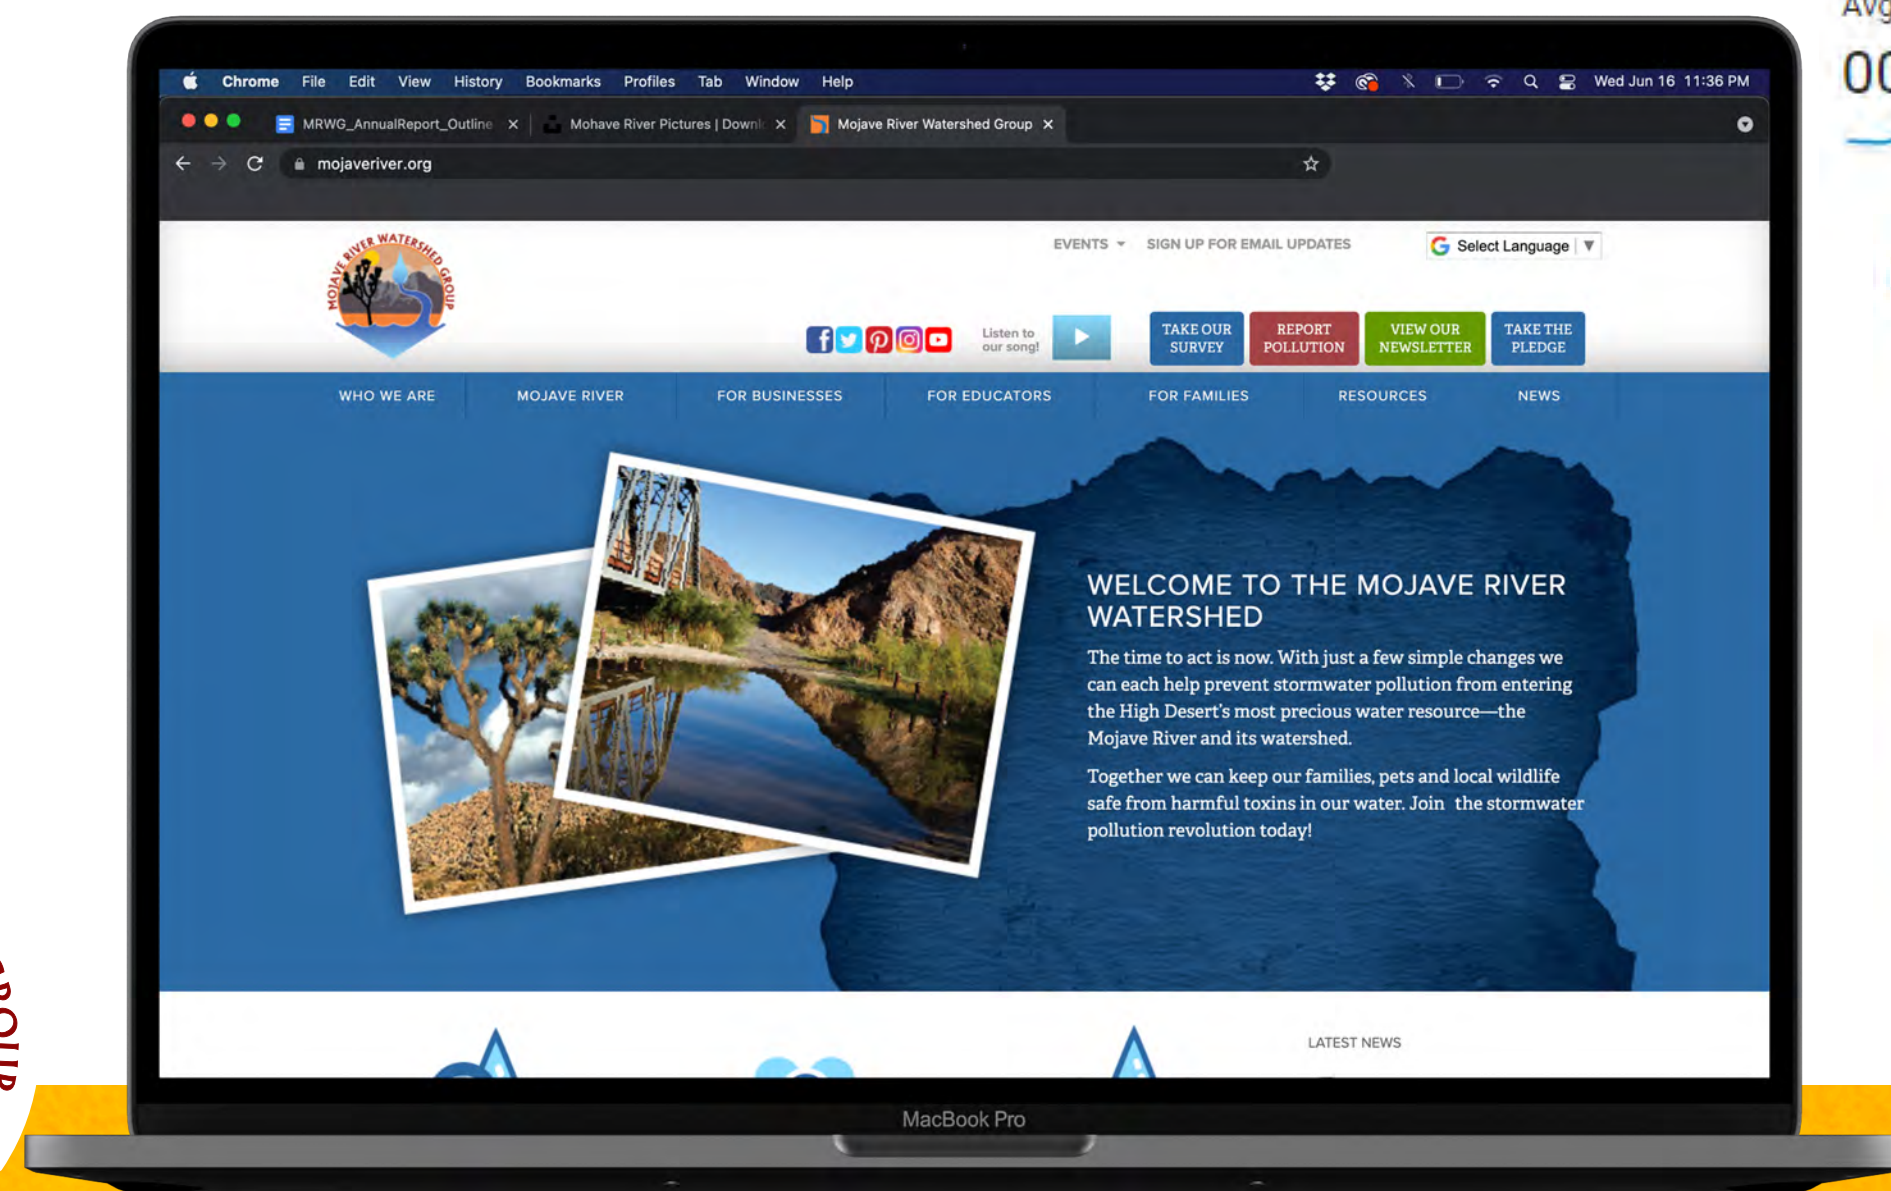 Avg
00
Chrome File Edit View History Bookmarks Profiles Tab Window Help Wed Jun 16 11:36 PM
MRWG_AnnualReport_Outline Mohave River Pictures | Downl Mojave River Watershed Group
mojaveriver.org
MOJAVE RIVER WATERSHED GROUP
EVENTS SIGN UP FOR EMAIL UPDATES G Select Language
Listen to
our song!
TAKE OUR
SURVEY
REPORT
POLLUTION
VIEW OUR
NEWSLETTER
TAKE THE
PLEDGE
WHO WE ARE MOJAVE RIVER FOR BUSINESSES FOR EDUCATORS FOR FAMILIES RESOURCES NEWS
WELCOME TO THE MOJAVE RIVER
WATERSHED
The time to act is now. With just a few simple changes we
can each help prevent stormwater pollution from entering
the High Desert's most precious water resource—the
Mojave River and its watershed.
Together we can keep our families, pets and local wildlife
safe from harmful toxins in our water. Join the stormwater
pollution revolution today!
LATEST NEWS
MacBook Pro
GROUP